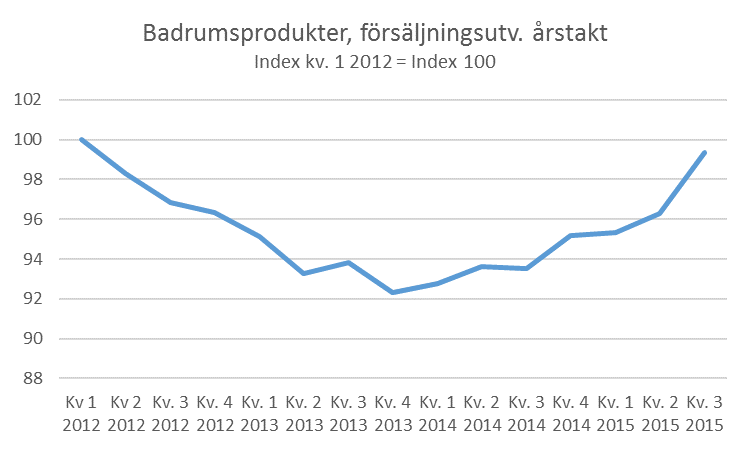 Badrumsprodukter, försäljningsutv. årstakt
Index kv. 1 2012 = Index 100
102
100
98
96
94
92
90
88
Kv 1 Kv 2 Kv. 3 Kv. 4 Kv. 1 Kv. 2 Kv. 3 Kv. 4 Kv. 1 Kv. 2 Kv. 3 Kv. 4 Kv. 1 Kv. 2 Kv. 3
2012 2012 2012 2012 2013 2013 2013 2013 2014 2014 2014 2014 2015 2015 2015